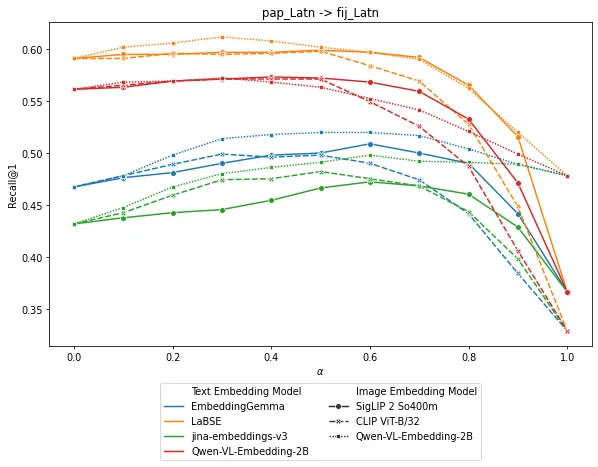 pap_Latn -> fij_Latn
Recall@1
0.60
0.55
0.50
0.45
0.40
0.35
0.0 0.2 0.4 0.6 0.8 1.0
α
Text Embedding Model
EmbeddingGemma
LaBSE
jina-embeddings-v3
Qwen-VL-Embedding-2B
Image Embedding Model
SigLIP 2 So400m
CLIP ViT-B/32
Qwen-VL-Embedding-2B